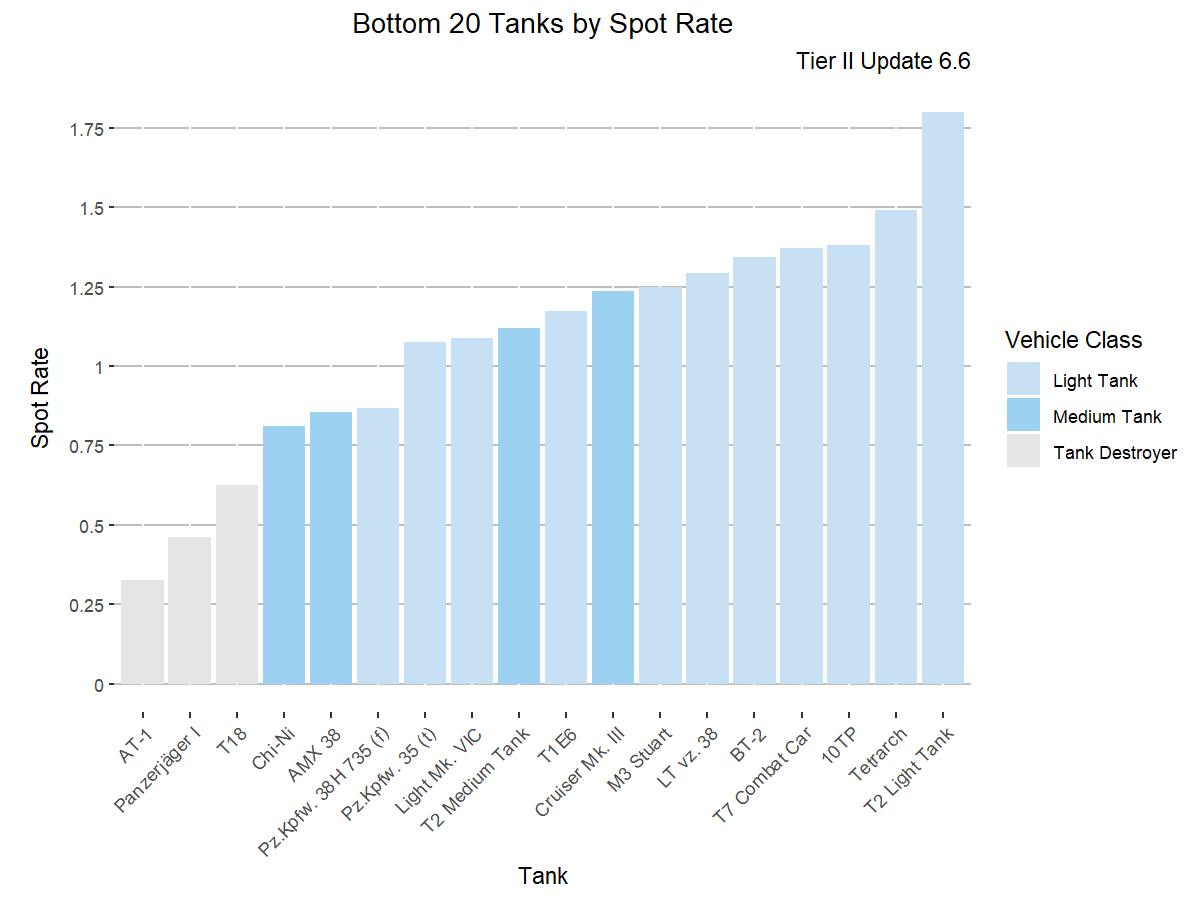 Bottom 20 Tanks by Spot Rate
Tier II Update 6.6
1.75
1.5
1.25
1
0.75
0.5
0.25
0
Spot Rate
AT-1
Panzerjäger I
T18
Chi-Ni
AMX 38
Pz.Kpfw. 38H 735 (f)
Pz.Kpfw. 35 (t)
Light Mk. VIC
T2 Medium Tank
T1E6
Cruiser Mk. III
M3 Stuart
LT vz. 38
BT-2
T7 Combat Car
10TP
Tetrarch
T2 Light Tank
Tank
Vehicle Class
Light Tank
Medium Tank
Tank Destroyer